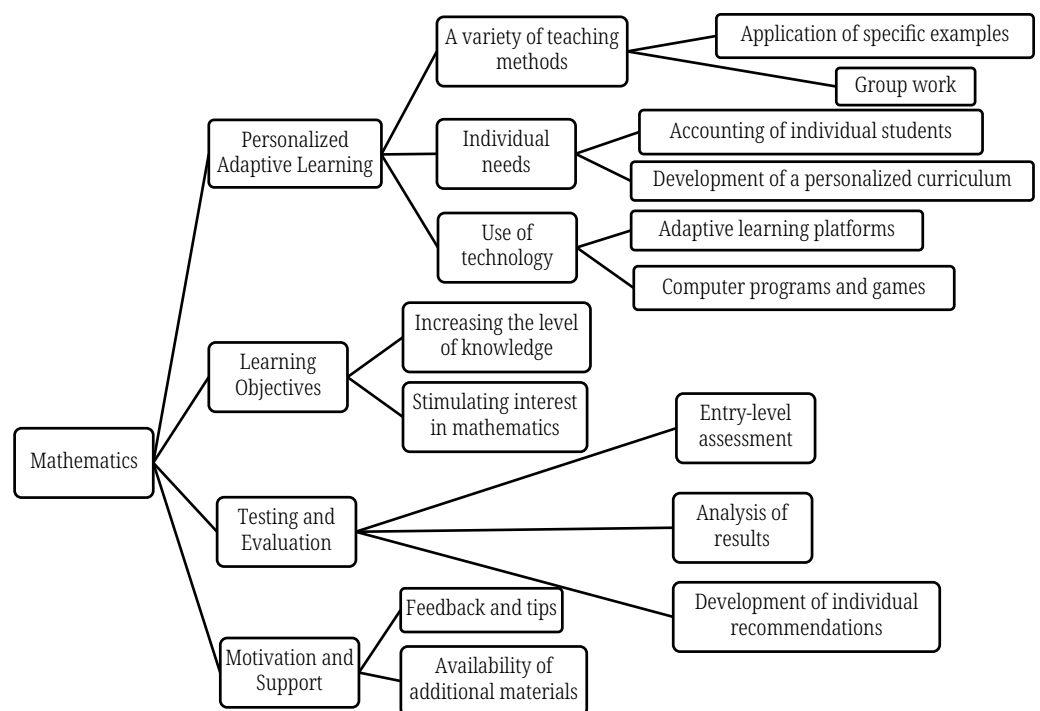 A variety of teaching
methods
Application of specific examples
Group work
Personalized
Adaptive Learning
Individual
needs
Accounting of individual students
Development of a personalized curriculum
Use of
technology
Adaptive learning platforms
Computer programs and games
Increasing the level
of knowledge
Learning
Objectives
Stimulating interest
in mathematics
Mathematics
Entry-level
assessment
Testing and
Evaluation
Analysis of
results
Development of individual
recommendations
Feedback and tips
Motivation and
Support
Availability of
additional materials